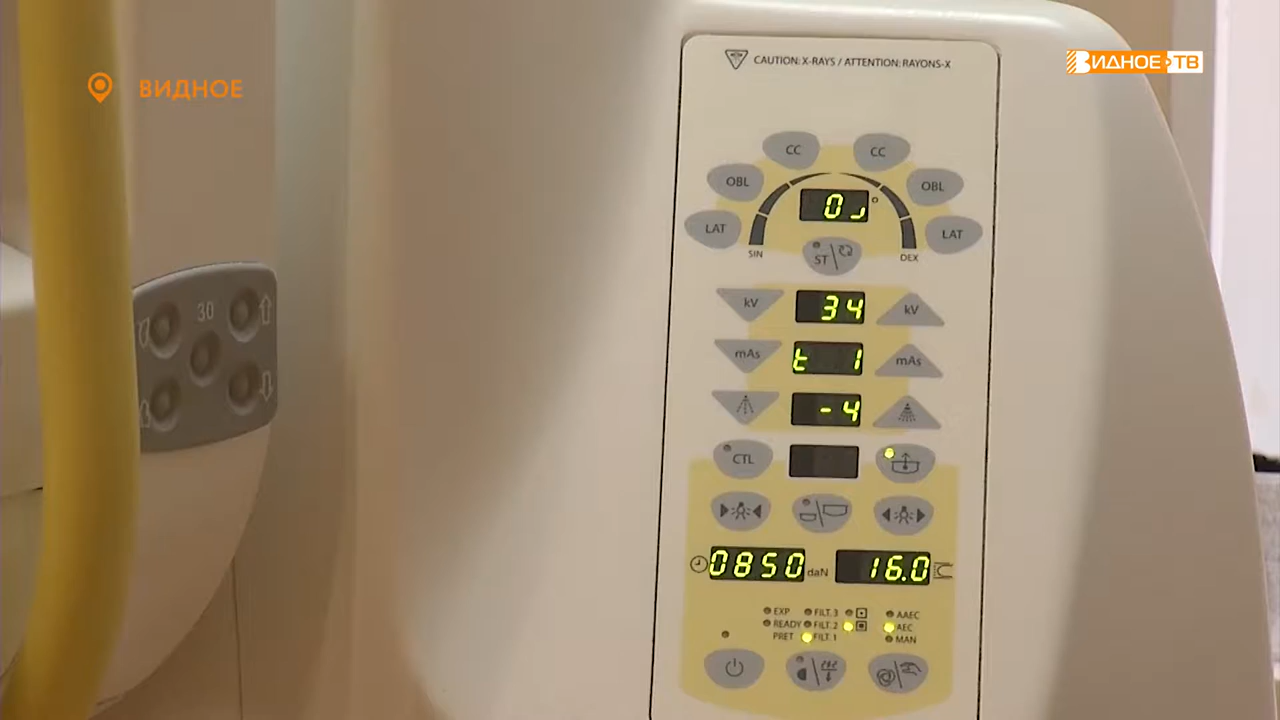 CAUTION: X-RAYS / ATTENTION: RAYONS-X
ВИДНОЕ
ВИДНОЕ ТВ
CC CC
OBL OBL
LAT LAT
0
SIN DEX
ST/
30
kV 34 kV
mAs t 1 mAs
-4
CTL
0850 daN 16.0
EXP FILT. 3 AAEC
READY FILT. 2 AEC
PRET FILT. 1 MAN